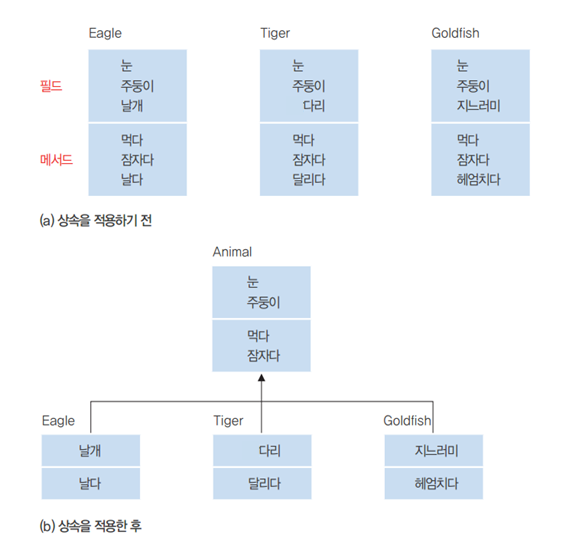 Eagle Tiger Goldfish
필드
눈
주둥이
날개
눈
주둥이
다리
눈
주둥이
지느러미
메서드
먹다
잠자다
날다
먹다
잠자다
달리다
먹다
잠자다
헤엄치다
(a) 상속을 적용하기 전
Animal
눈
주둥이
먹다
잠자다
Eagle Tiger Goldfish
날개 다리 지느러미
날다 달리다 헤엄치다
(b) 상속을 적용한 후